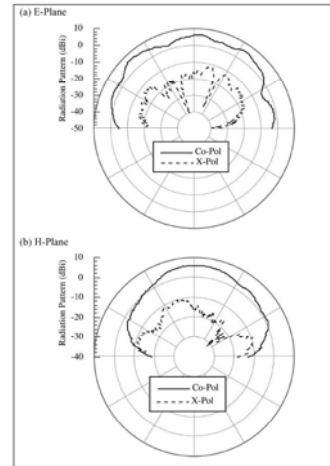 (a) E-Plane
Radiation Pattern (dBi)
10
0
-10
-20
-30
-40
-50
Co-Pol
X-Pol
(b) H-Plane
Radiation Pattern (dBi)
10
0
-10
-20
-30
-40
Co-Pol
X-Pol